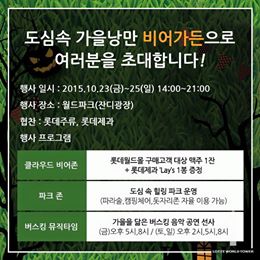 도심속 가을낭만 비어가든으로
여러분을 초대합니다!
행사 일시 : 2015,10,23(금)~25(일) 14:00~21:00
행사 장소 : 월드파크(잔디광장)
협찬 : 롯데주류, 롯데제과
행사 프로그램
클라우드 비어존
롯데월드몰 구매고객 대상 맥주 1잔
+ 롯데제과 'Lay's 1봉 증정
파크 존
도심 속 힐링 파크 운영
(파라솔,캠핑체어,돗자리존 자율 이용 가능)
버스킹 뮤직타임
가을을 닮은 버스킹 음악 공연 선사
(금)오후 5시,8시 / (토,일) 오후 2시,5시,8시
LOTTE WORLD TOWER